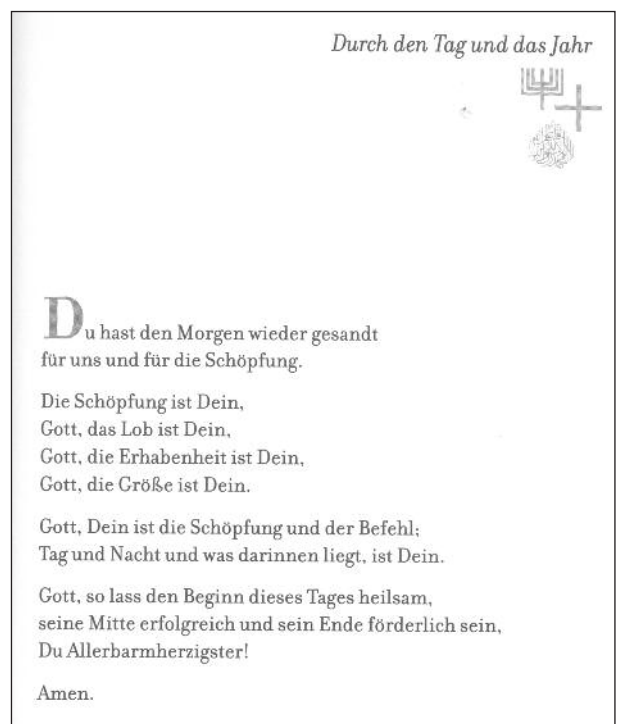 Durch den Tag und das Jahr
Du hast den Morgen wieder gesandt
für uns und für die Schöpfung.
Die Schöpfung ist Dein,
Gott, das Lob ist Dein,
Gott, die Erhabenheit ist Dein,
Gott, die Größe ist Dein.
Gott, Dein ist die Schöpfung und der Befehl;
Tag und Nacht und was darinnen liegt, ist Dein.
Gott, so lass den Beginn dieses Tages heilsam,
seine Mitte erfolgreich und sein Ende förderlich sein,
Du Allerbarmherzigster!
Amen.